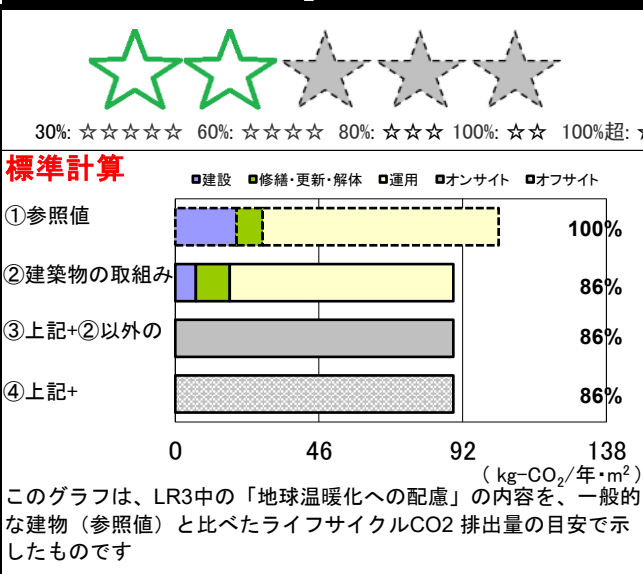 30%: ☆☆☆☆☆ 60%: ☆☆☆☆ 80%: ☆☆☆ 100%: ☆☆ 100%超: ☆
標準計算
建設 修繕・更新・解体 運用 オンサイト オフサイト
①参照値 100%
②建築物の取組み 86%
③上記+②以外の 86%
④上記+ 86%
0 46 92 138
( kg-CO₂/年・m²)
このグラフは、LR3中の「地球温暖化への配慮」の内容を、一般的
な建物（参照値）と比べたライフサイクルCO2 排出量の目安で示
したものです